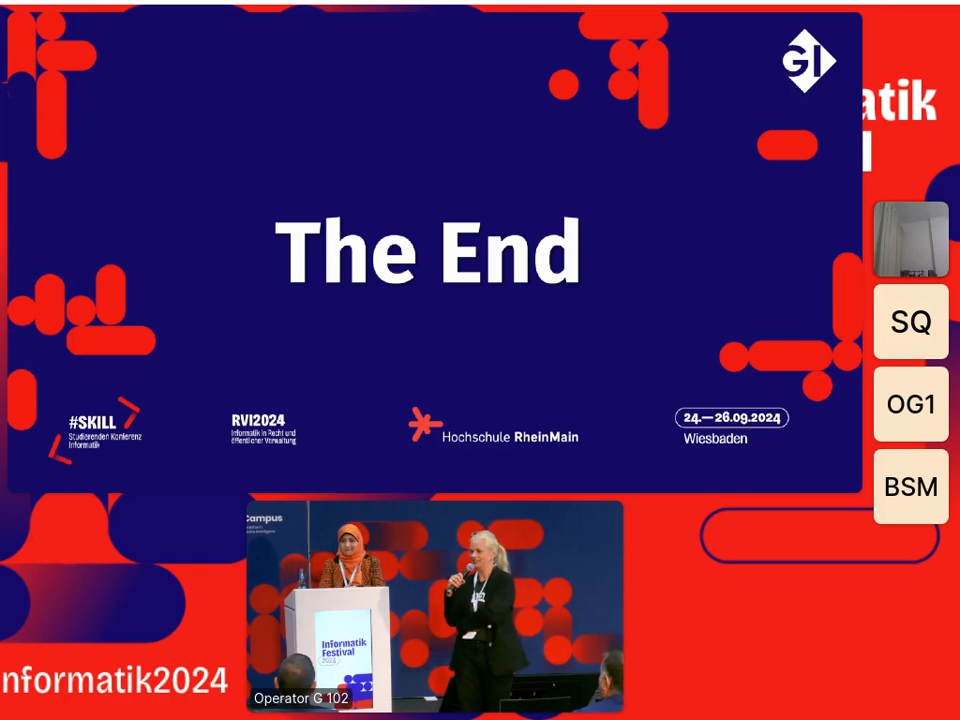 GI
atik
The End
#SKILL
Studierenden Konferenz
Informatik
RVI2024
Informatik in Recht und
öffentlicher Verwaltung
Hochschule RheinMain
24.—26.09.2024
Wiesbaden
SQ
OG1
BSM
Campus
Informatik
Festival
2024
Operator G 102
nformatik2024